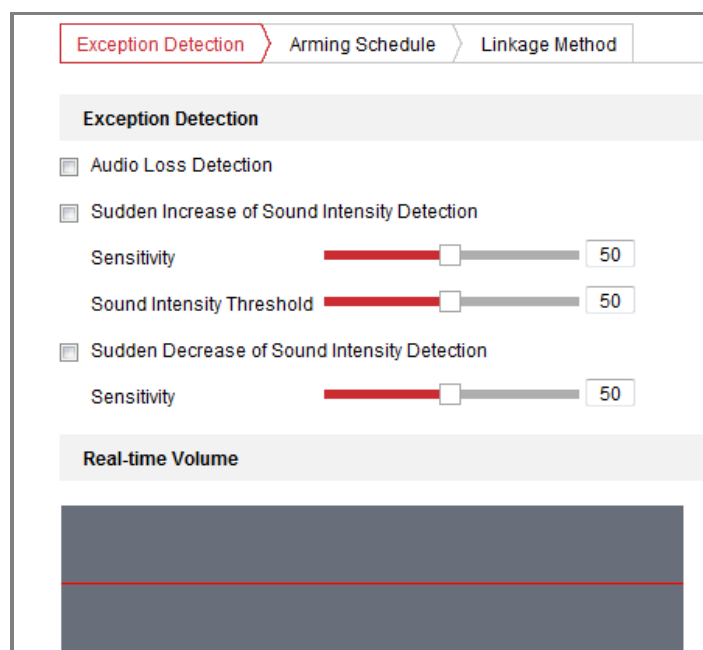 Exception Detection Arming Schedule Linkage Method
Exception Detection
Audio Loss Detection
Sudden Increase of Sound Intensity Detection
Sensitivity 50
Sound Intensity Threshold 50
Sudden Decrease of Sound Intensity Detection
Sensitivity 50
Real-time Volume